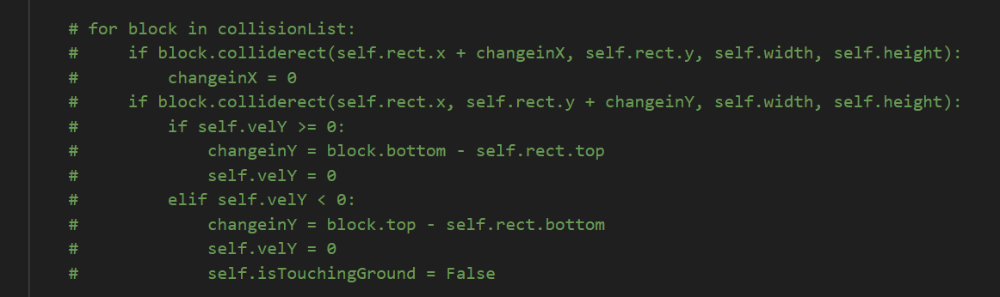 # for block in collisionList:
#     if block.colliderect(self.rect.x + changeinX, self.rect.y, self.width, self.height):
#         changeinX = 0
#     if block.colliderect(self.rect.x, self.rect.y + changeinY, self.width, self.height):
#         if self.velY >= 0:
#             changeinY = block.bottom - self.rect.top
#             self.velY = 0
#         elif self.velY < 0:
#             changeinY = block.top - self.rect.bottom
#             self.velY = 0
#             self.isTouchingGround = False